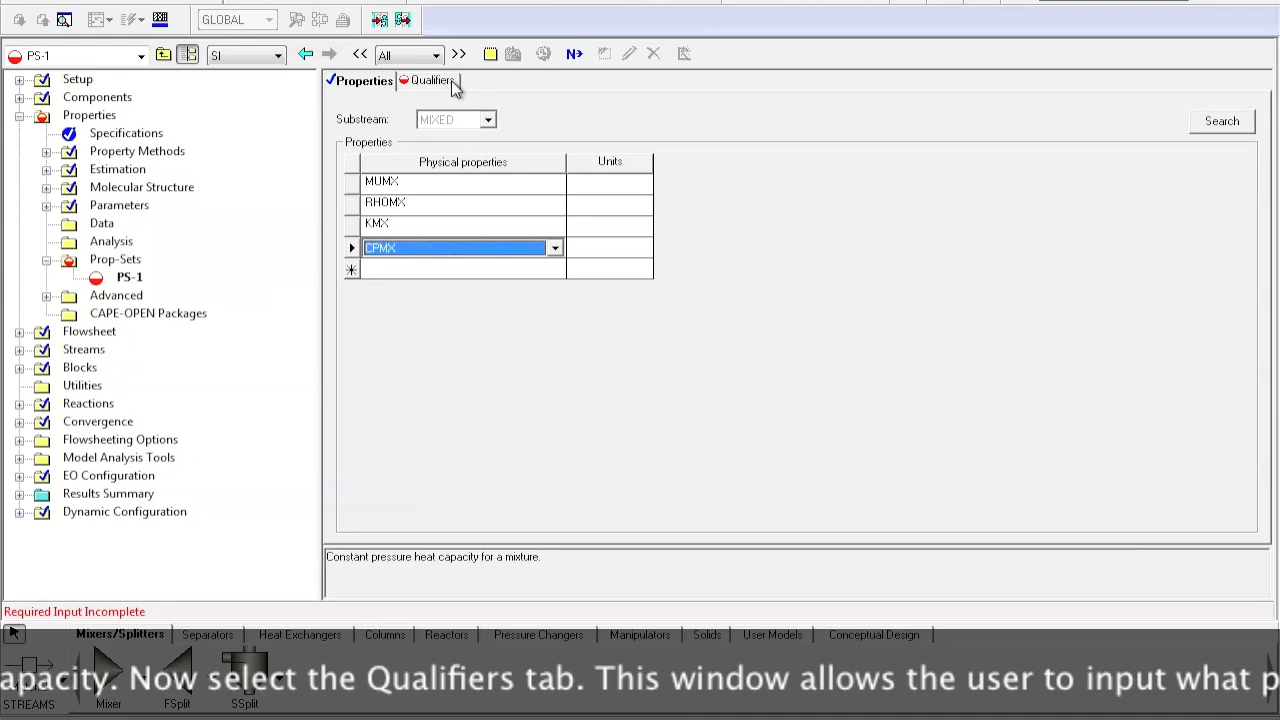 GLOBAL
PS-1
SI
All
<<
>>
N>
Setup
Components
Properties
Specifications
Property Methods
Estimation
Molecular Structure
Parameters
Data
Analysis
Prop-Sets
PS-1
Advanced
CAPE-OPEN Packages
Flowsheet
Streams
Blocks
Utilities
Reactions
Convergence
Flowsheeting Options
Model Analysis Tools
EO Configuration
Results Summary
Dynamic Configuration
Properties
Qualifiers
Substream: MIXED
Search
Properties
Physical properties Units
MUMX
RHOMX
KMX
CPMX
Constant pressure heat capacity for a mixture.
Required Input Incomplete
Mixers/Splitters Separators Heat Exchangers Columns Reactors Pressure Changers Manipulators Solids User Models Conceptual Design
apacity. Now select the Qualifiers tab. This window allows the user to input what p
STREAMS Mixer FSplit SSplit